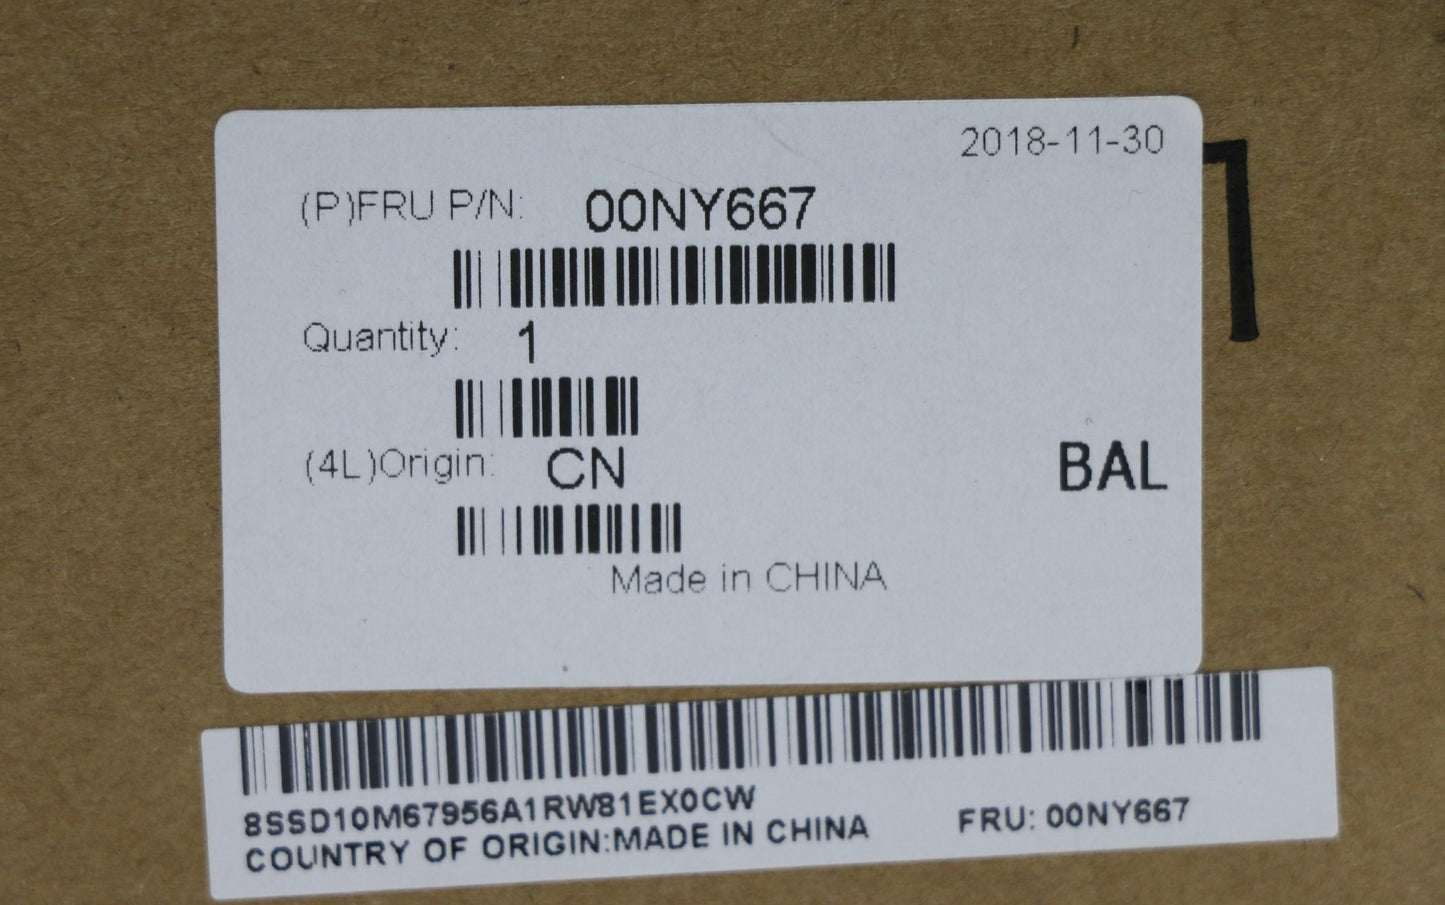 2018-11-30
(P)FRU P/N: 00NY667
Quantity: 1
(4L)Origin: CN
BAL
Made in CHINA
8SSD10M67956A1RW81EX0CW
COUNTRY OF ORIGIN:MADE IN CHINA FRU: 00NY667